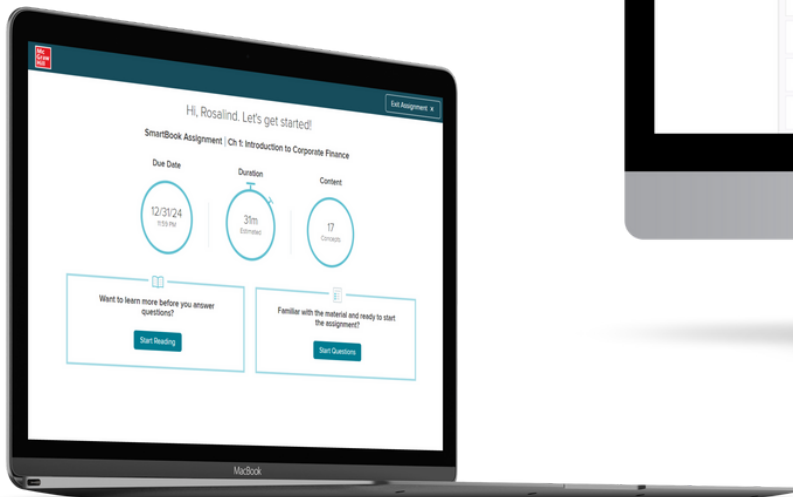 Mc
Graw
Hill
Exit Assignment ×
Hi, Rosalind. Let's get started!
SmartBook Assignment | Ch 1: Introduction to Corporate Finance
Due Date
Duration
Content
12/31/24
11:59 PM
31m
Estimated
17
Concepts
Want to learn more before you answer
questions?
Start Reading
Familiar with the material and ready to start
the assignment?
Start Questions
MacBook